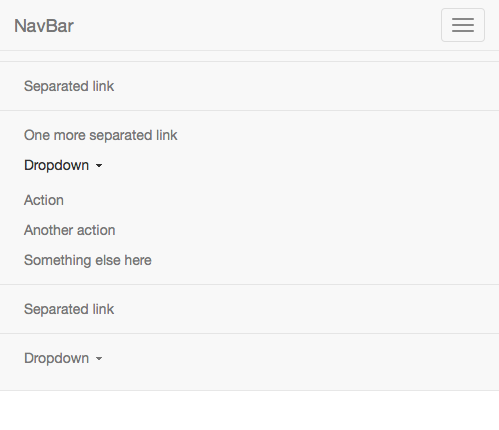 NavBar
Separated link
One more separated link
Dropdown
Action
Another action
Something else here
Separated link
Dropdown